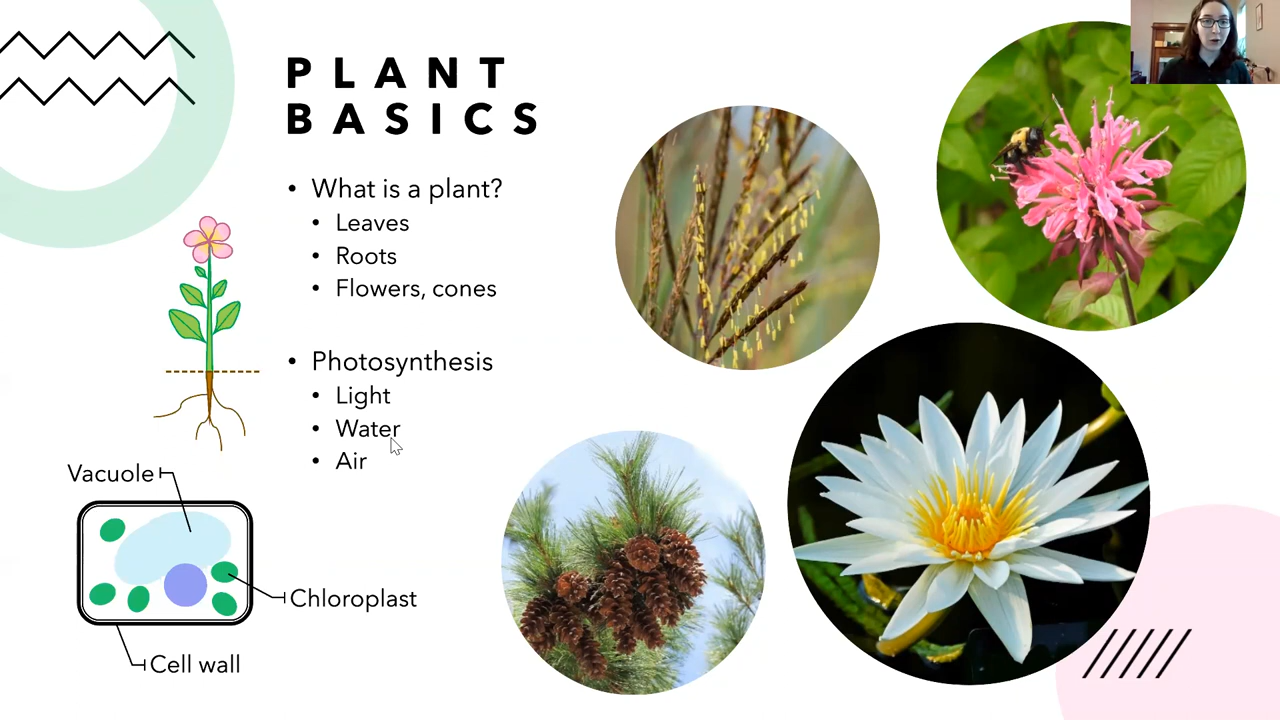 PLANT
BASICS
• What is a plant?
• Leaves
• Roots
• Flowers, cones
• Photosynthesis
• Light
• Water
• Air
Vacuole
Chloroplast
Cell wall